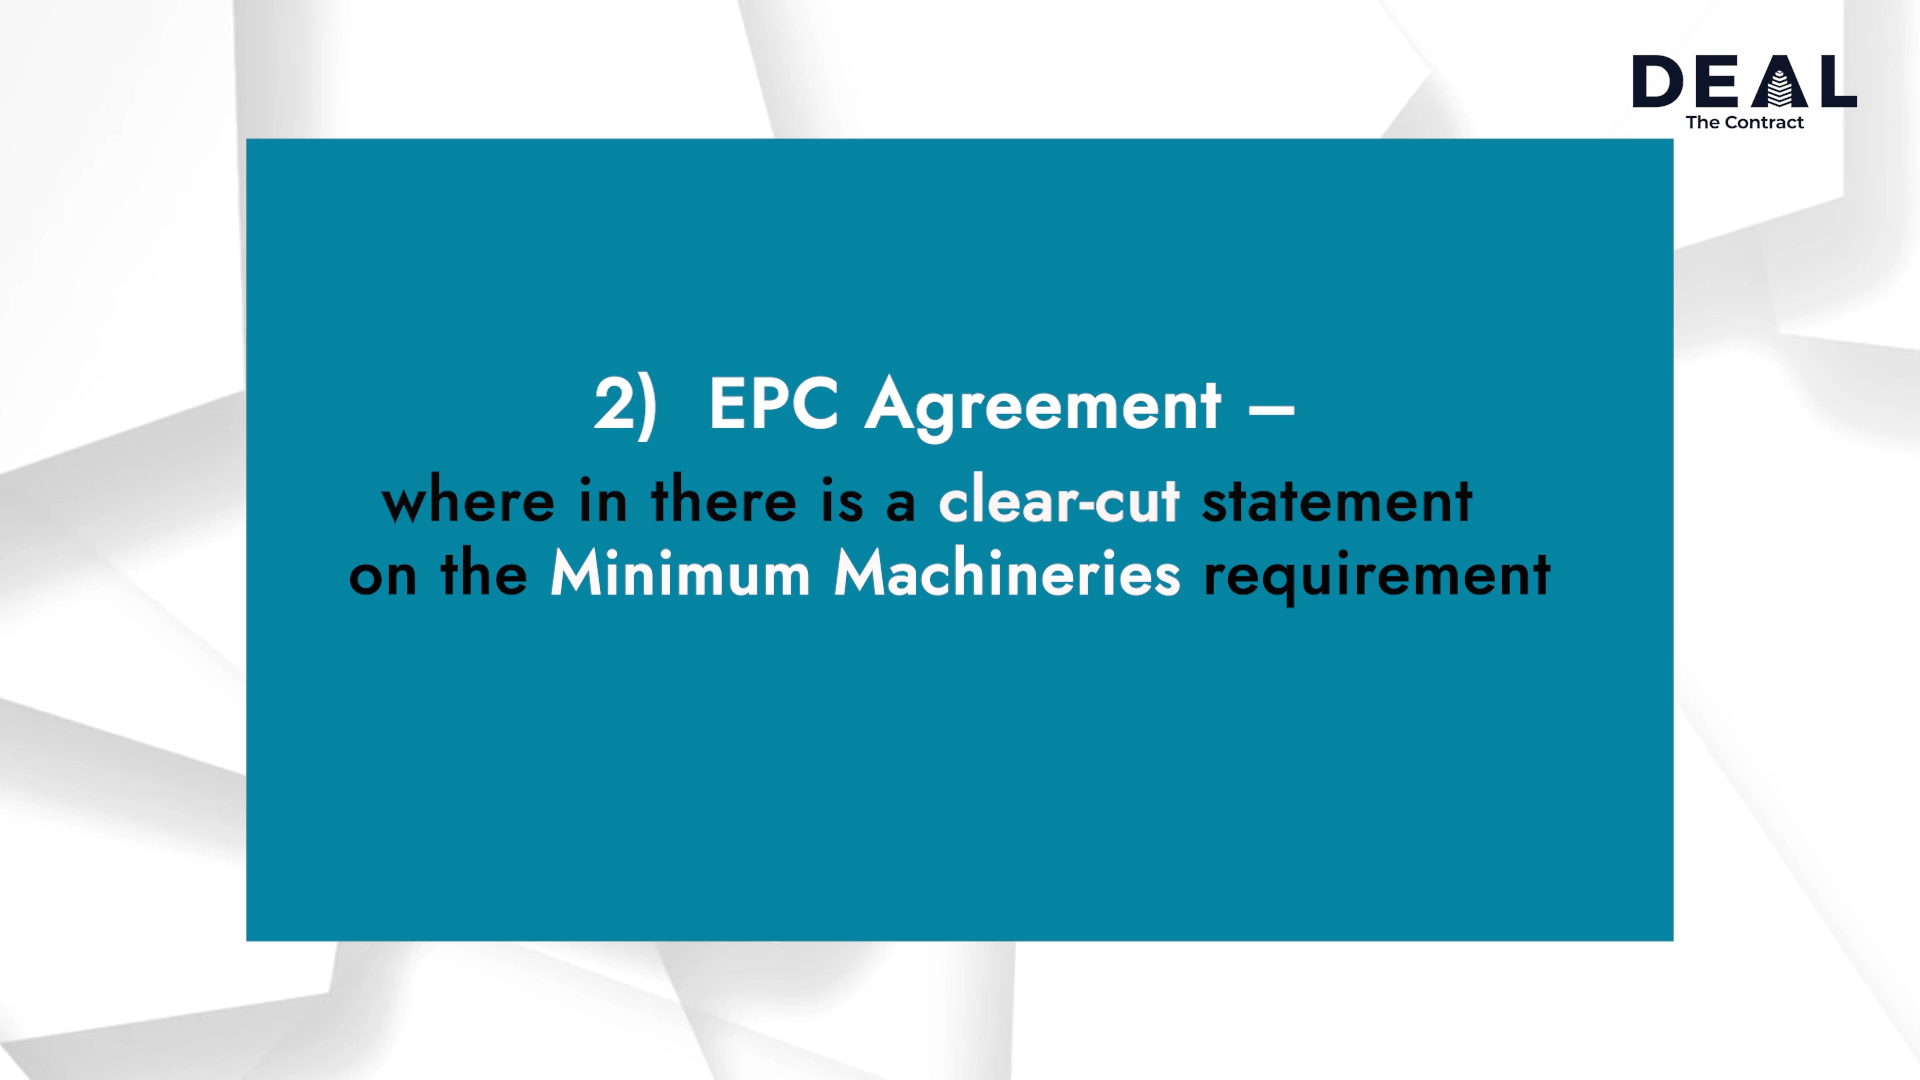 DEAL
The Contract
2) EPC Agreement –
where in there is a clear-cut statement
on the Minimum Machineries requirement